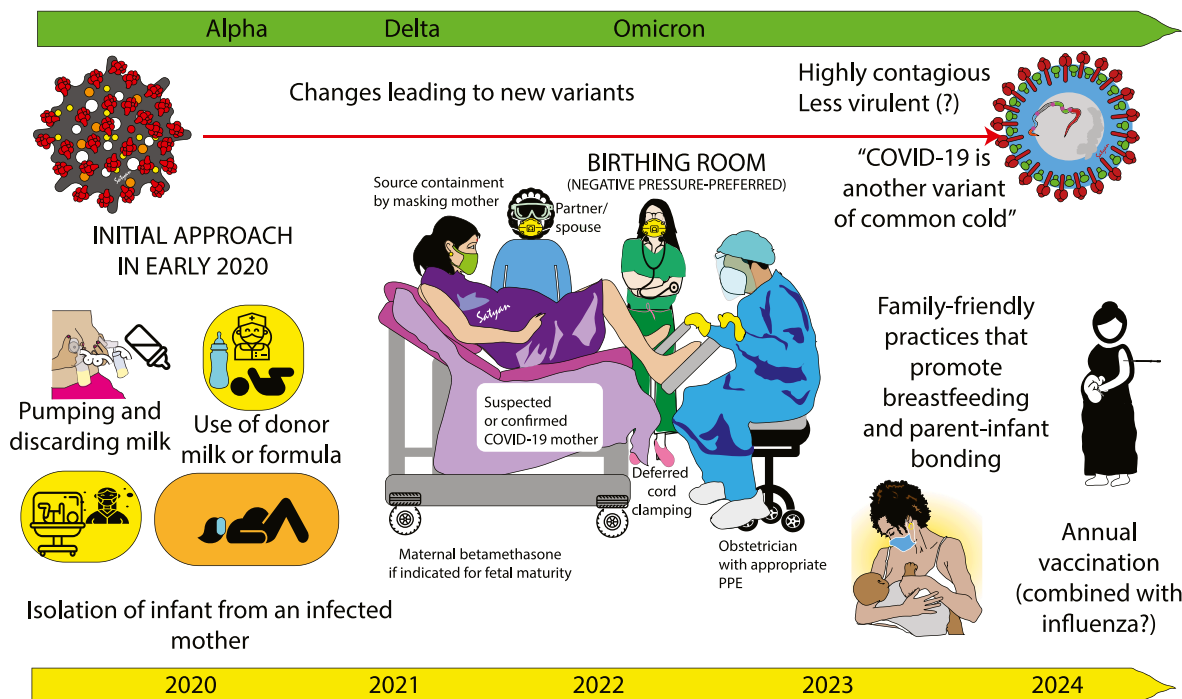 Alpha Delta Omicron
Changes leading to new variants
Highly contagious
Less virulent (?)
Satyan
Satyan
INITIAL APPROACH
IN EARLY 2020
BIRTHING ROOM
(NEGATIVE PRESSURE-PREFERRED)
Source containment
by masking mother
Partner/
spouse
"COVID-19 is
another variant
of common cold"
Satyan
Pumping and
discarding milk
Use of donor
milk or formula
Isolation of infant from an infected
mother
Suspected
or confirmed
COVID-19 mother
Deferred
cord
clamping
Maternal betamethasone
if indicated for fetal maturity
Obstetrician
with appropriate
PPE
Family-friendly
practices that
promote
breastfeeding
and parent-infant
bonding
Annual
vaccination
(combined with
influenza?)
2020 2021 2022 2023 2024